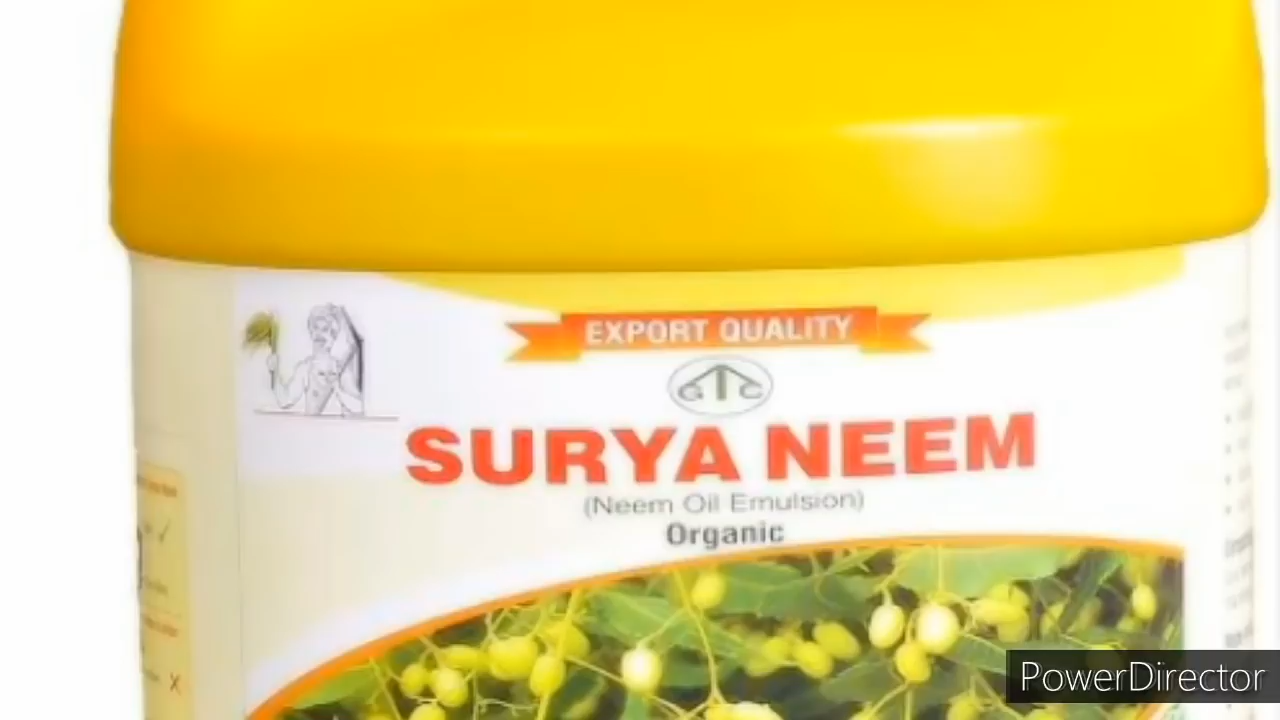 EXPORT QUALITY
GTC
SURYA NEEM
(Neem Oil Emulsion)
Organic
PowerDirector